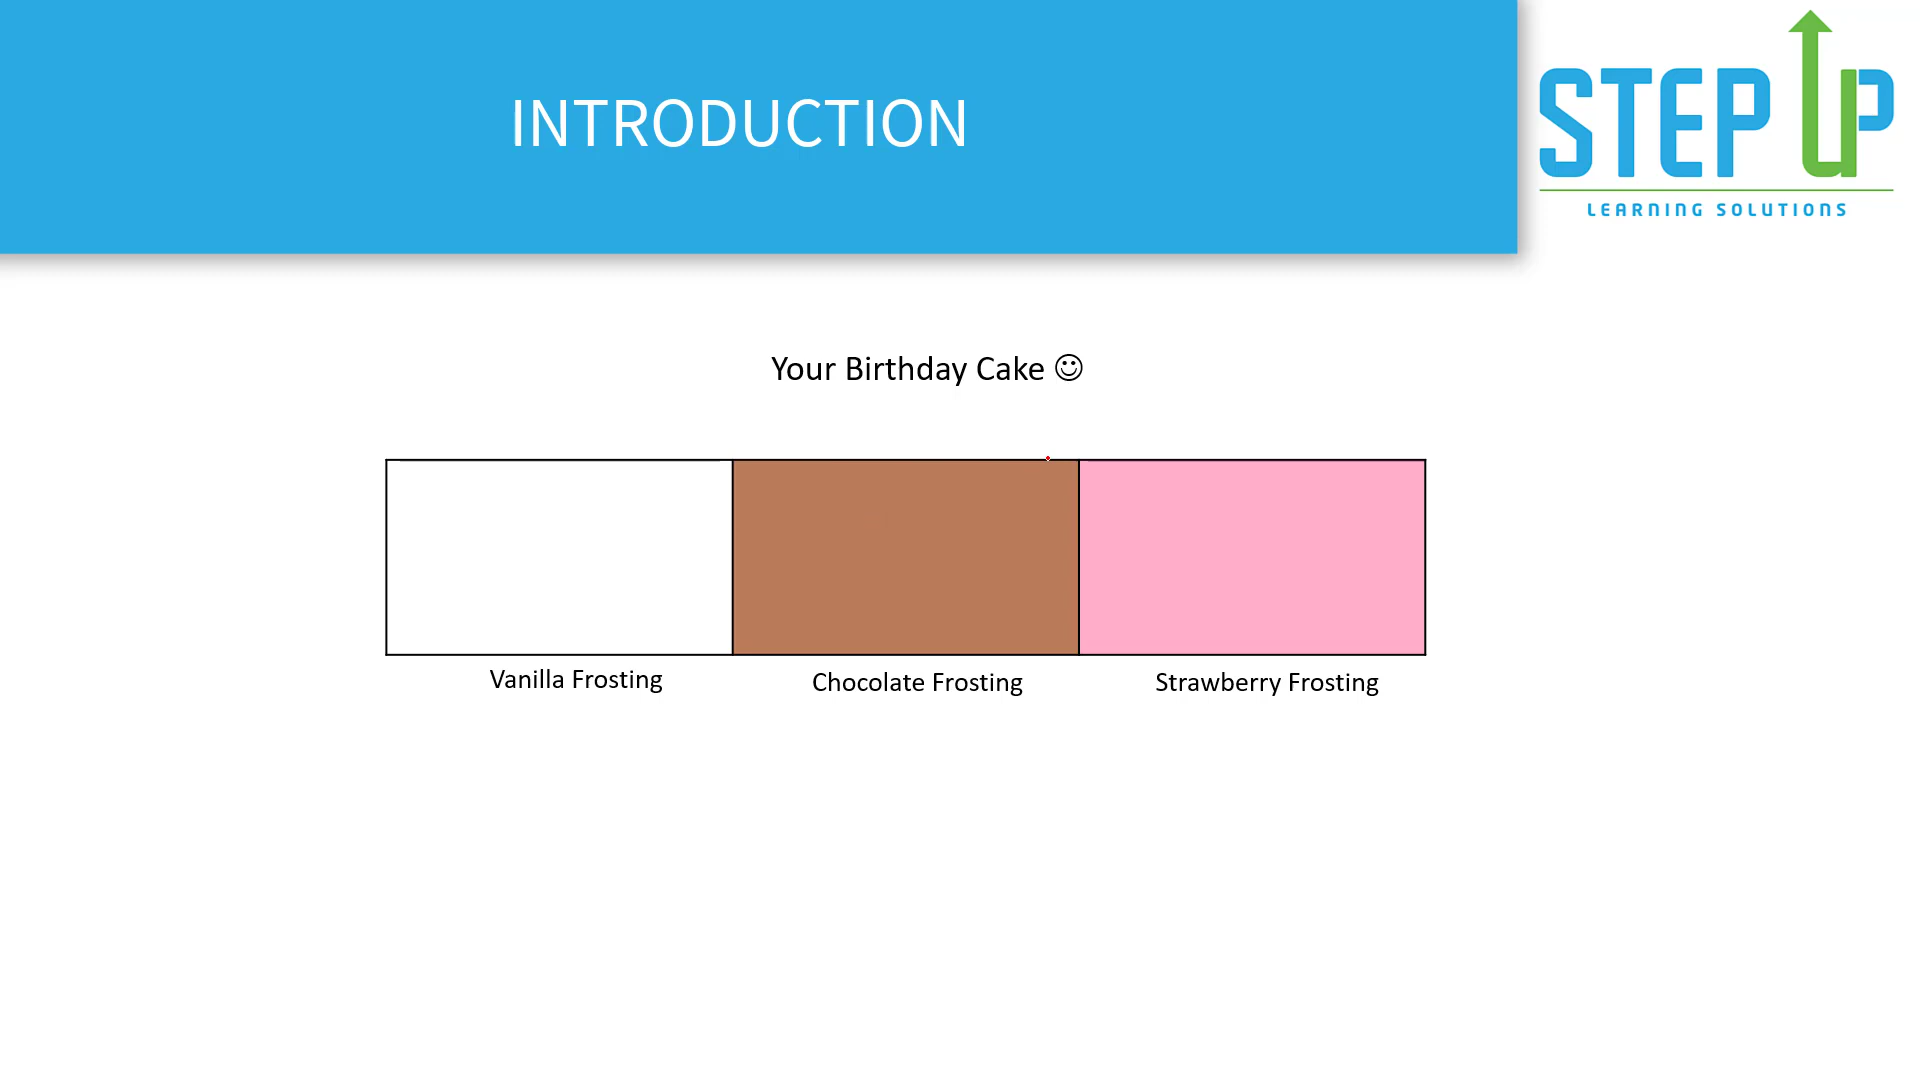 INTRODUCTION
STEP UP
LEARNING SOLUTIONS
Your Birthday Cake ☺
Vanilla Frosting
Chocolate Frosting
Strawberry Frosting